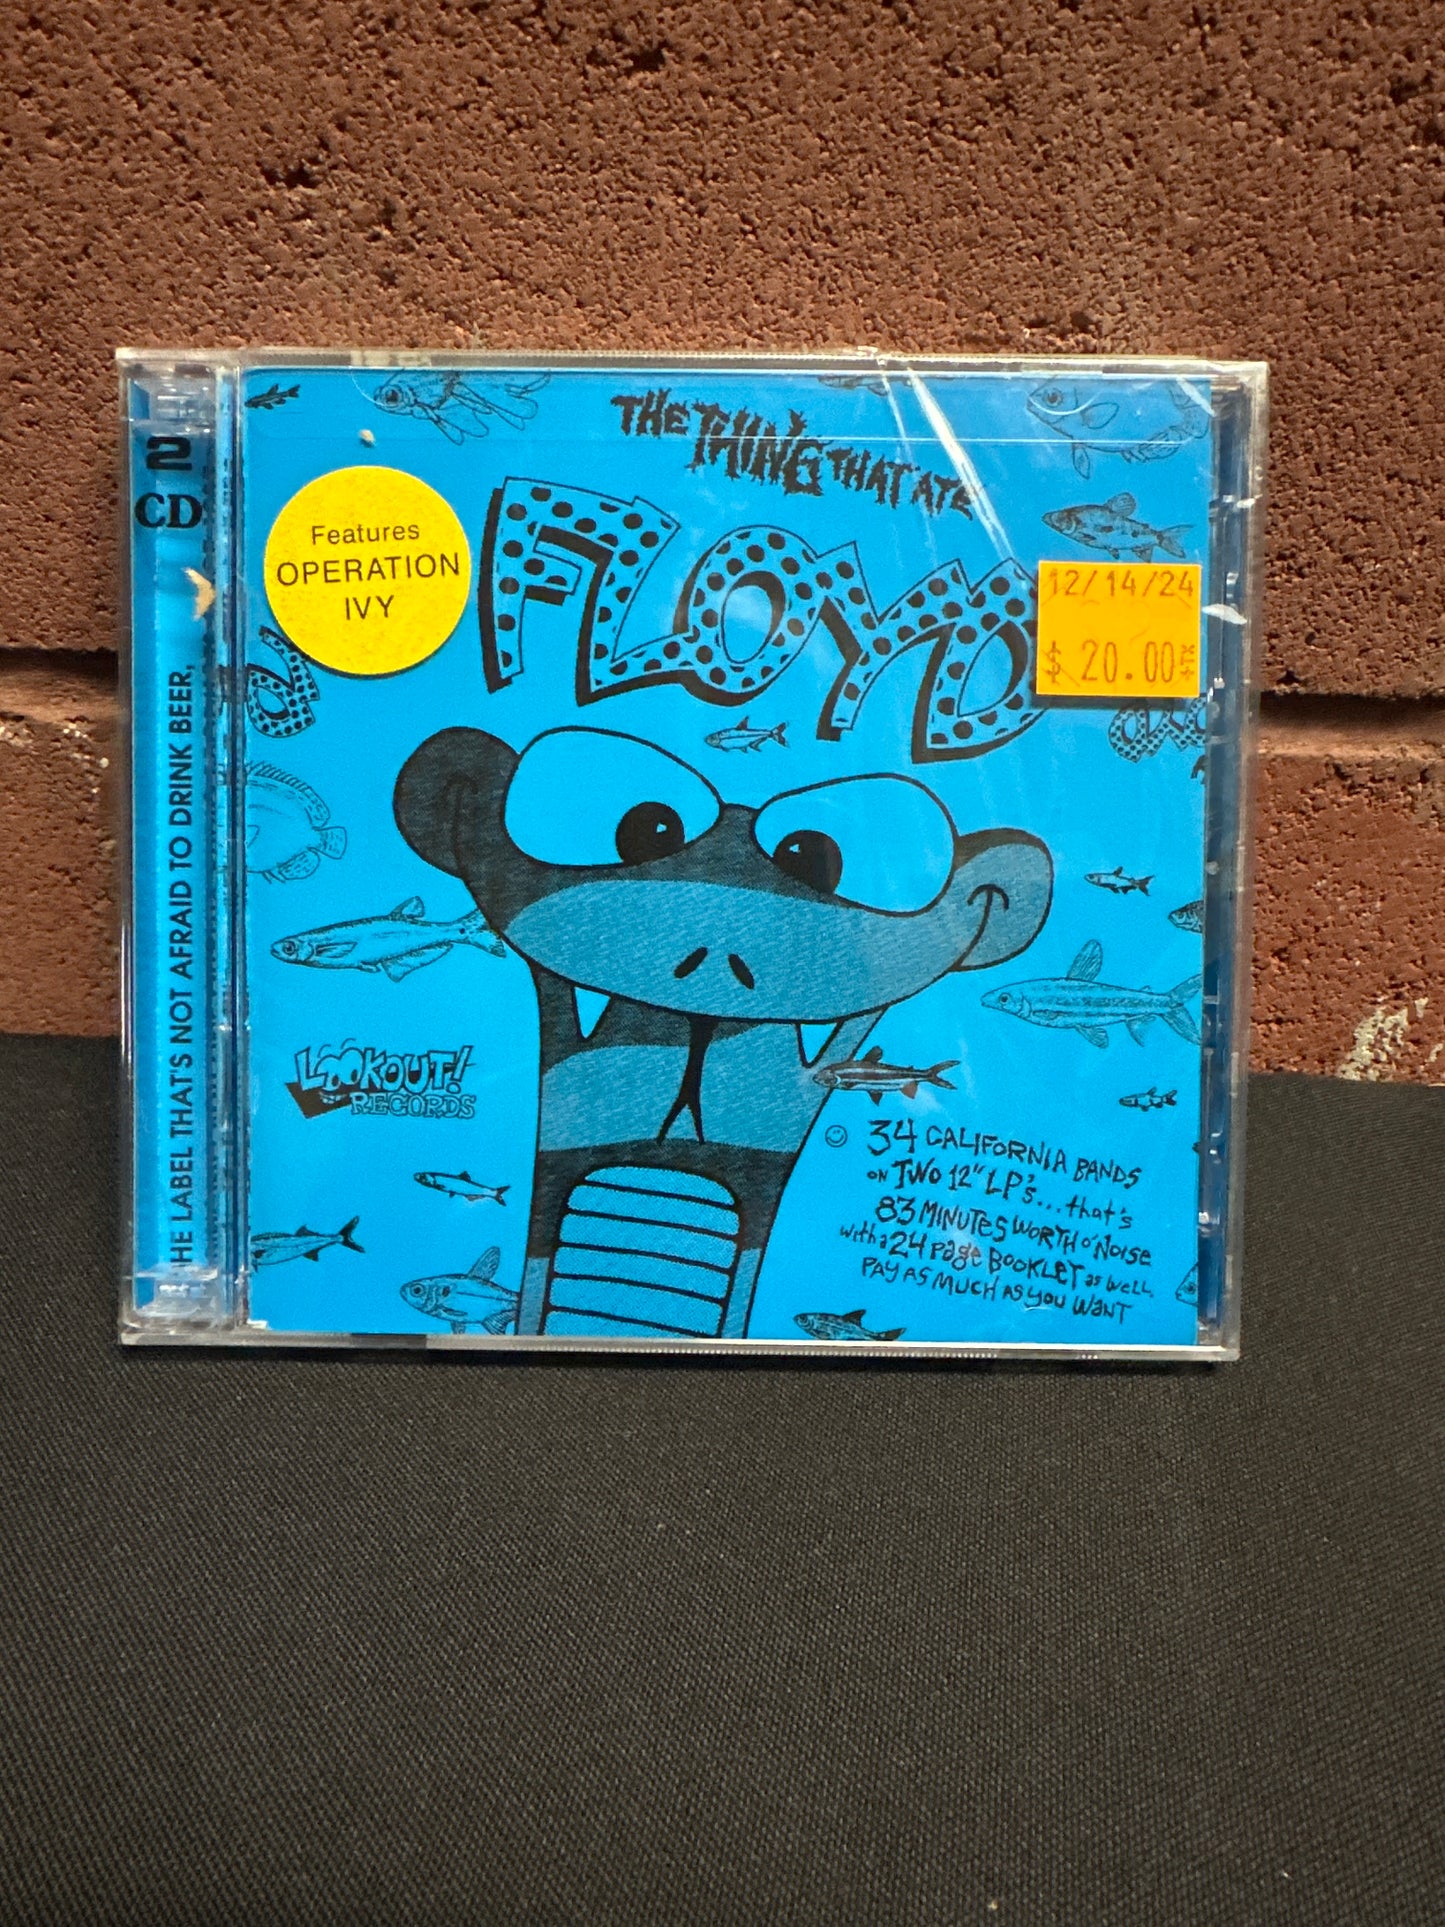 2
CD
HE LABEL THAT'S NOT AFRAID TO DRINK BEER,
Features
OPERATION
IVY
THE THING THAT ATE
FLOYD
12/14/24
$ 20.00
LOOKOUT!
RECORDS
34 CALIFORNIA BANDS
ON TWO 12" LP's... that's
83 MINUTES WORTH O' NOISE
with a 24 page BOOKLET as well.
PAY AS MUCH AS YOU WANT